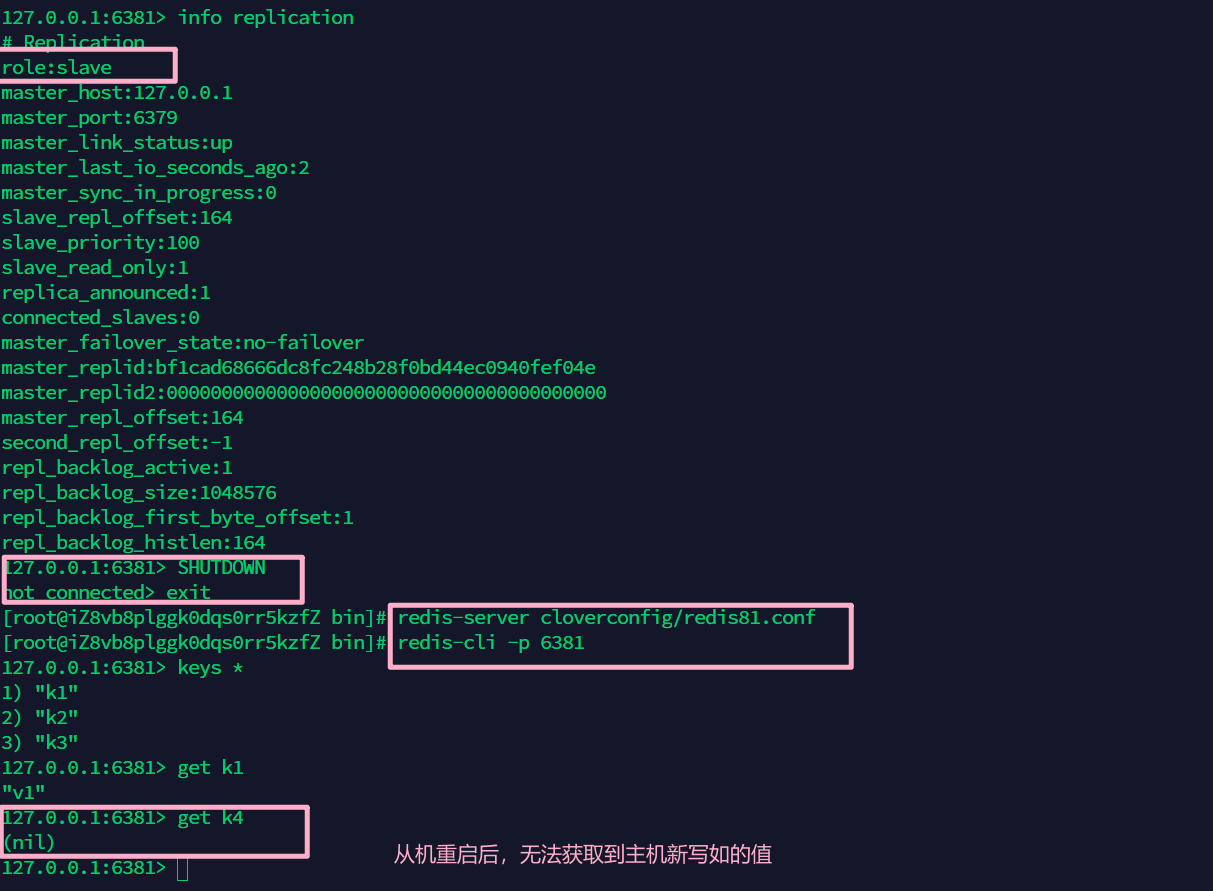 127.0.0.1:6381> info replication
# Replication
role:slave
master_host:127.0.0.1
master_port:6379
master_link_status:up
master_last_io_seconds_ago:2
master_sync_in_progress:0
slave_repl_offset:164
slave_priority:100
slave_read_only:1
replica_announced:1
connected_slaves:0
master_failover_state:no-failover
master_replid:bf1cad68666dc8fc248b28f0bd44ec0940fef04e
master_replid2:0000000000000000000000000000000000000000
master_repl_offset:164
second_repl_offset:-1
repl_backlog_active:1
repl_backlog_size:1048576
repl_backlog_first_byte_offset:1
repl_backlog_histlen:164
127.0.0.1:6381> SHUTDOWN
not connected> exit
[root@iZ8vb8plggk0dqs0rr5kzfZ bin]# redis-server cloverconfig/redis81.conf
[root@iZ8vb8plggk0dqs0rr5kzfZ bin]# redis-cli -p 6381
127.0.0.1:6381> keys *
1) "k1"
2) "k2"
3) "k3"
127.0.0.1:6381> get k1
"v1"
127.0.0.1:6381> get k4
(nil)
从机重启后，无法获取到主机新写如的值
127.0.0.1:6381>